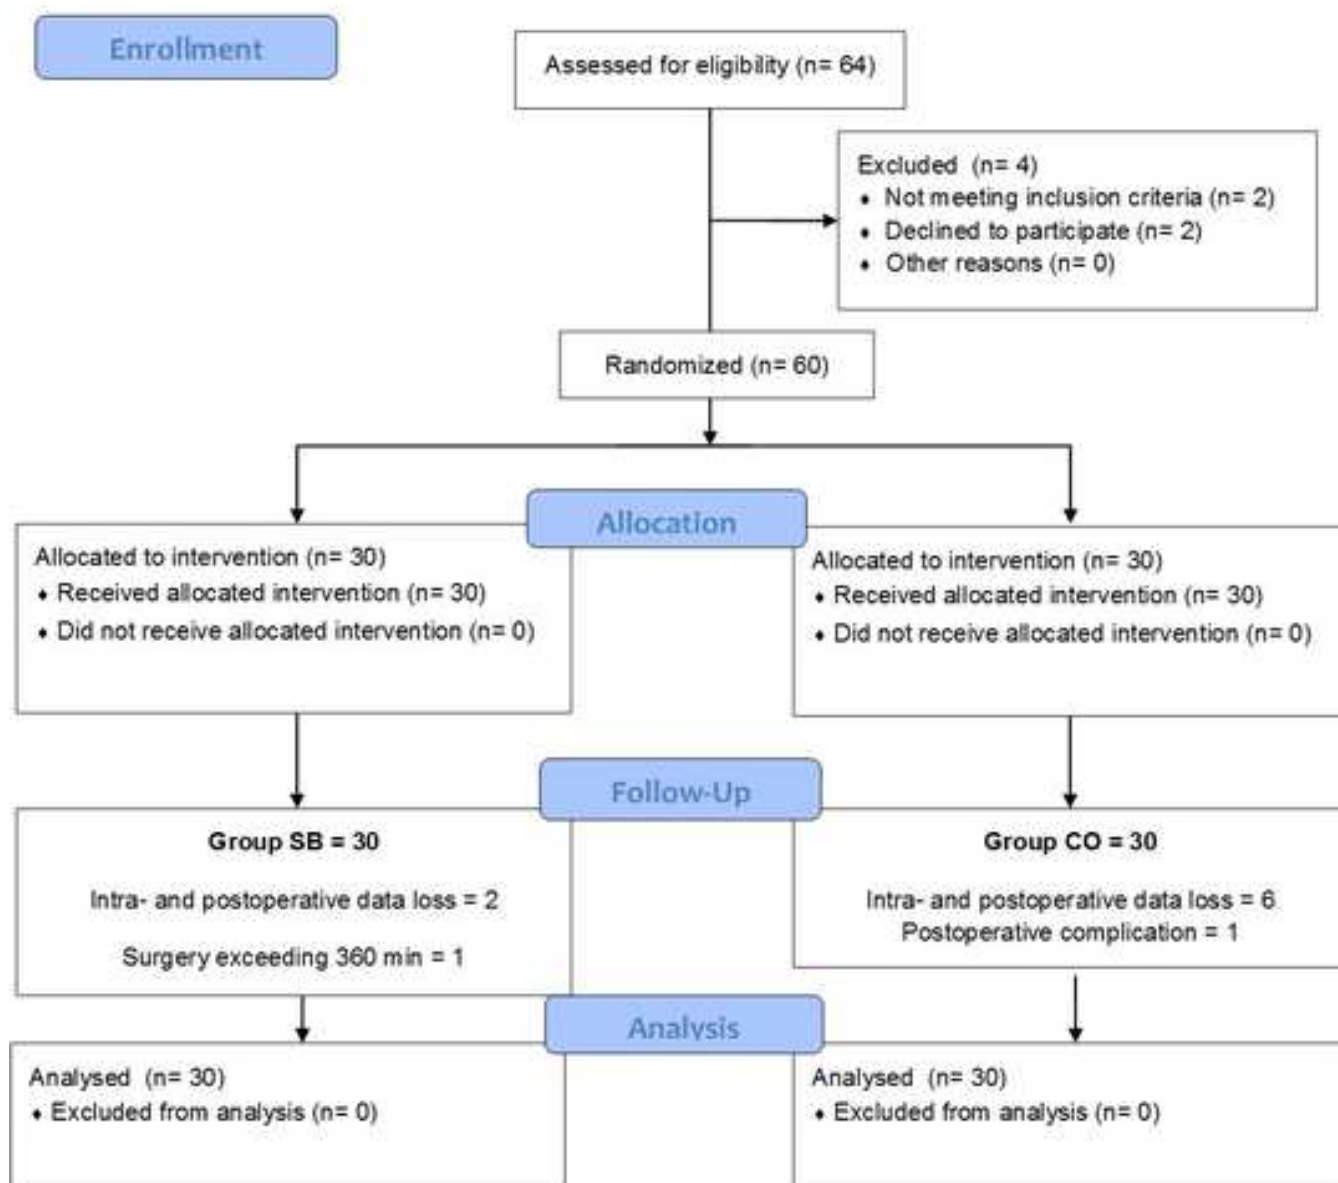 Enrollment
Assessed for eligibility (n= 64)
Excluded (n= 4)
♦ Not meeting inclusion criteria (n= 2)
♦ Declined to participate (n= 2)
♦ Other reasons (n= 0)
Randomized (n= 60)
Allocation
Allocated to intervention (n= 30)
♦ Received allocated intervention (n= 30)
♦ Did not receive allocated intervention (n= 0)
Allocated to intervention (n= 30)
♦ Received allocated intervention (n= 30)
♦ Did not receive allocated intervention (n= 0)
Follow-Up
Group SB = 30
Intra- and postoperative data loss = 2
Surgery exceeding 360 min = 1
Group CO = 30
Intra- and postoperative data loss = 6
Postoperative complication = 1
Analysis
Analysed (n= 30)
♦ Excluded from analysis (n= 0)
Analysed (n= 30)
♦ Excluded from analysis (n= 0)